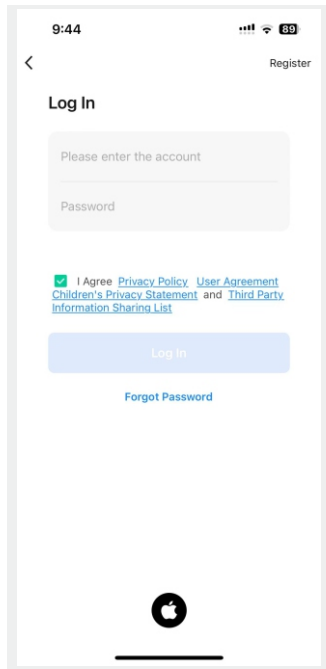 9:44
89
Register
Log In
Please enter the account
Password
I Agree Privacy Policy User Agreement
Children's Privacy Statement and Third Party
Information Sharing List
Log In
Forgot Password